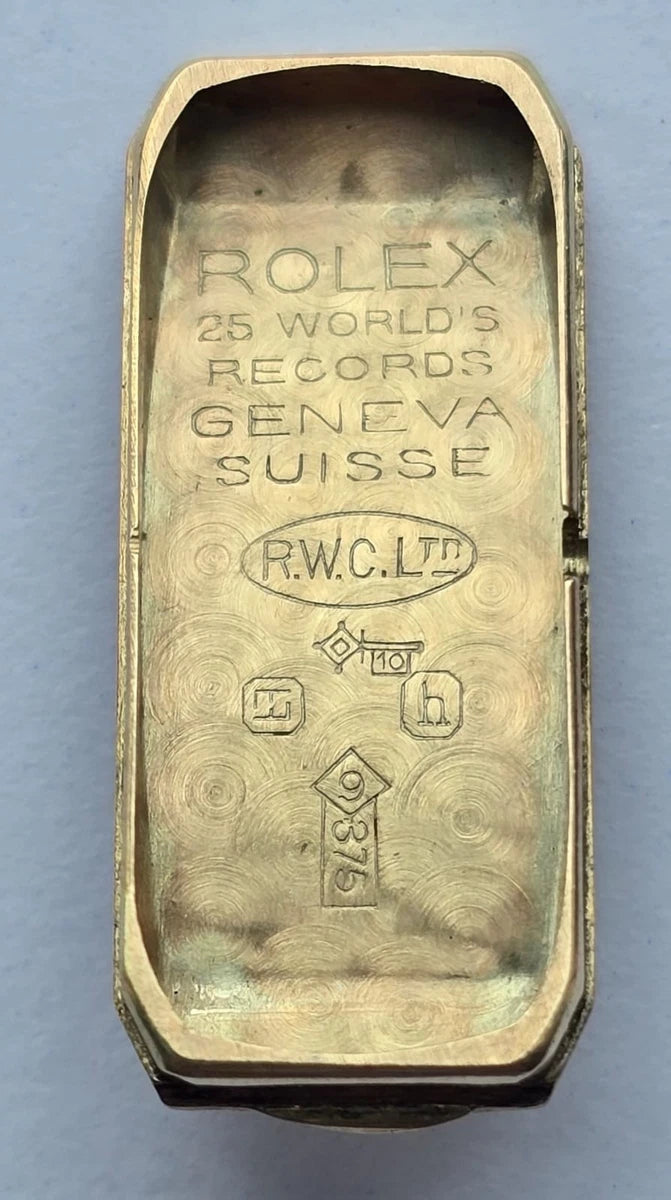 ROLEX
25 WORLD'S
RECORDS
GENEVA
SUISSE
R.W.C. LTD
10
h
9
375